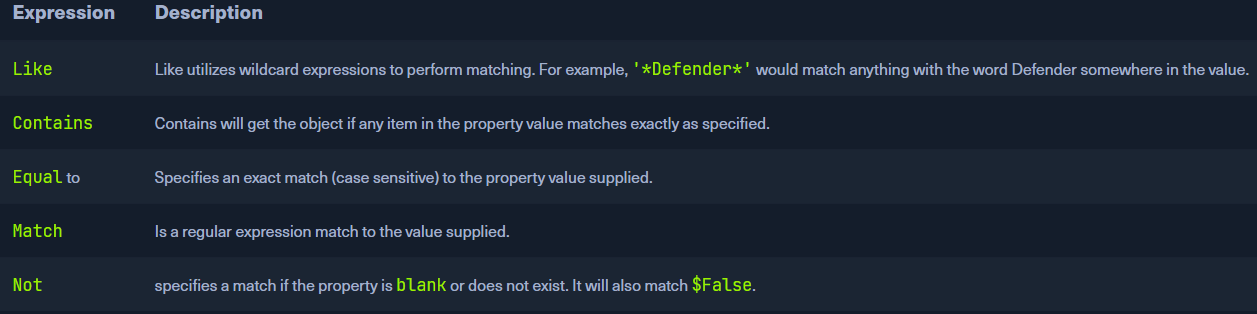 Expression Description
Like Like utilizes wildcard expressions to perform matching. For example, '*Defender*' would match anything with the word Defender somewhere in the value.
Contains Contains will get the object if any item in the property value matches exactly as specified.
Equal to Specifies an exact match (case sensitive) to the property value supplied.
Match Is a regular expression match to the value supplied.
Not specifies a match if the property is blank or does not exist. It will also match $False.